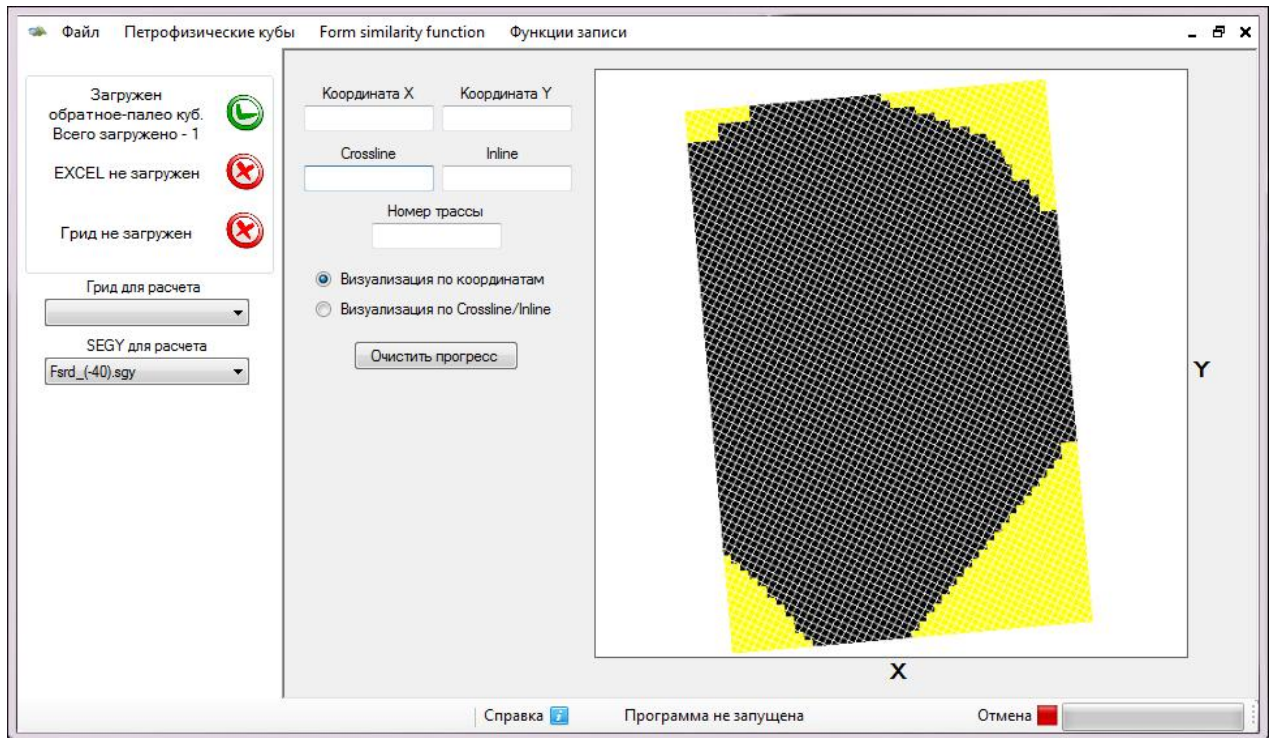 Файл Петрофизические кубы Form similarity function Функции записи
Загружен
обратное-палео куб.
Всего загружено - 1
EXCEL не загружен
Грид не загружен
Грид для расчета
SEGY для расчета
Fsrd_(-40).sgy
Координата X Координата Y
Crossline Inline
Номер трассы
Визуализация по координатам
Визуализация по Crossline/Inline
Очистить прогресс
Y
X
Справка Программа не запущена Отмена